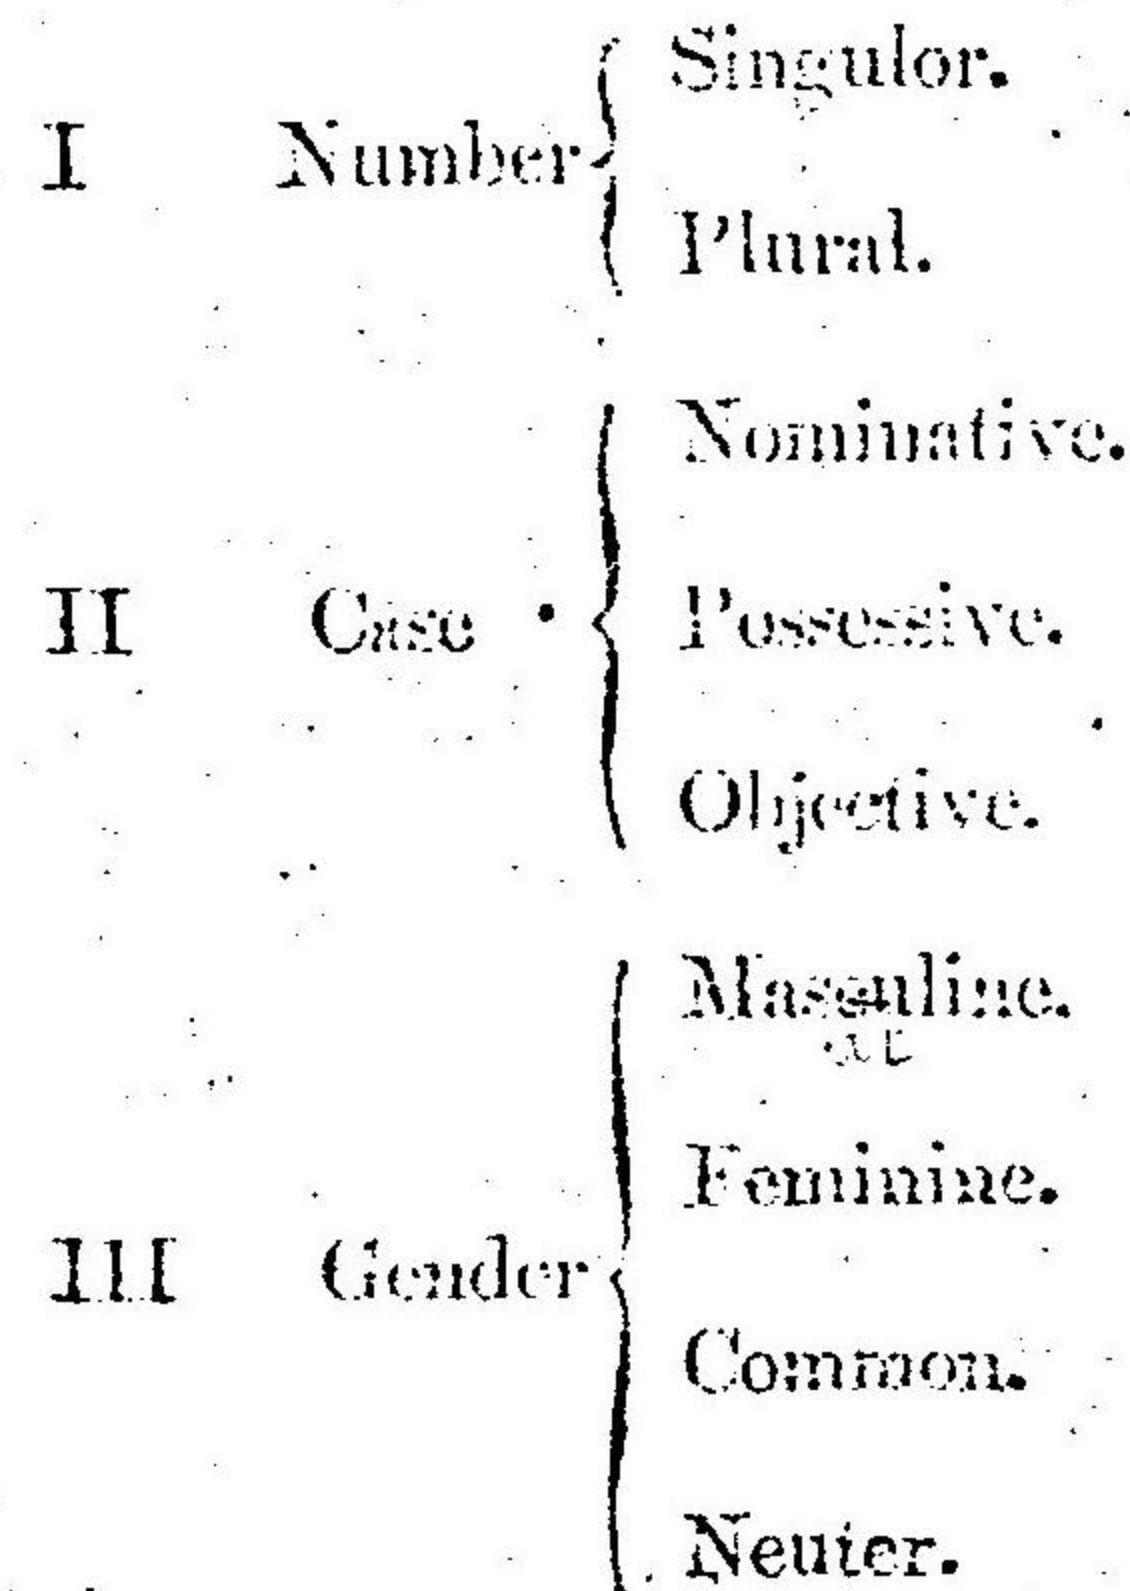 Singulor.
I Number
Plural.
Nominative.
II Case Possessive.
Objective.
Masculine.
Feminine.
III Gender
Common.
Neuter.